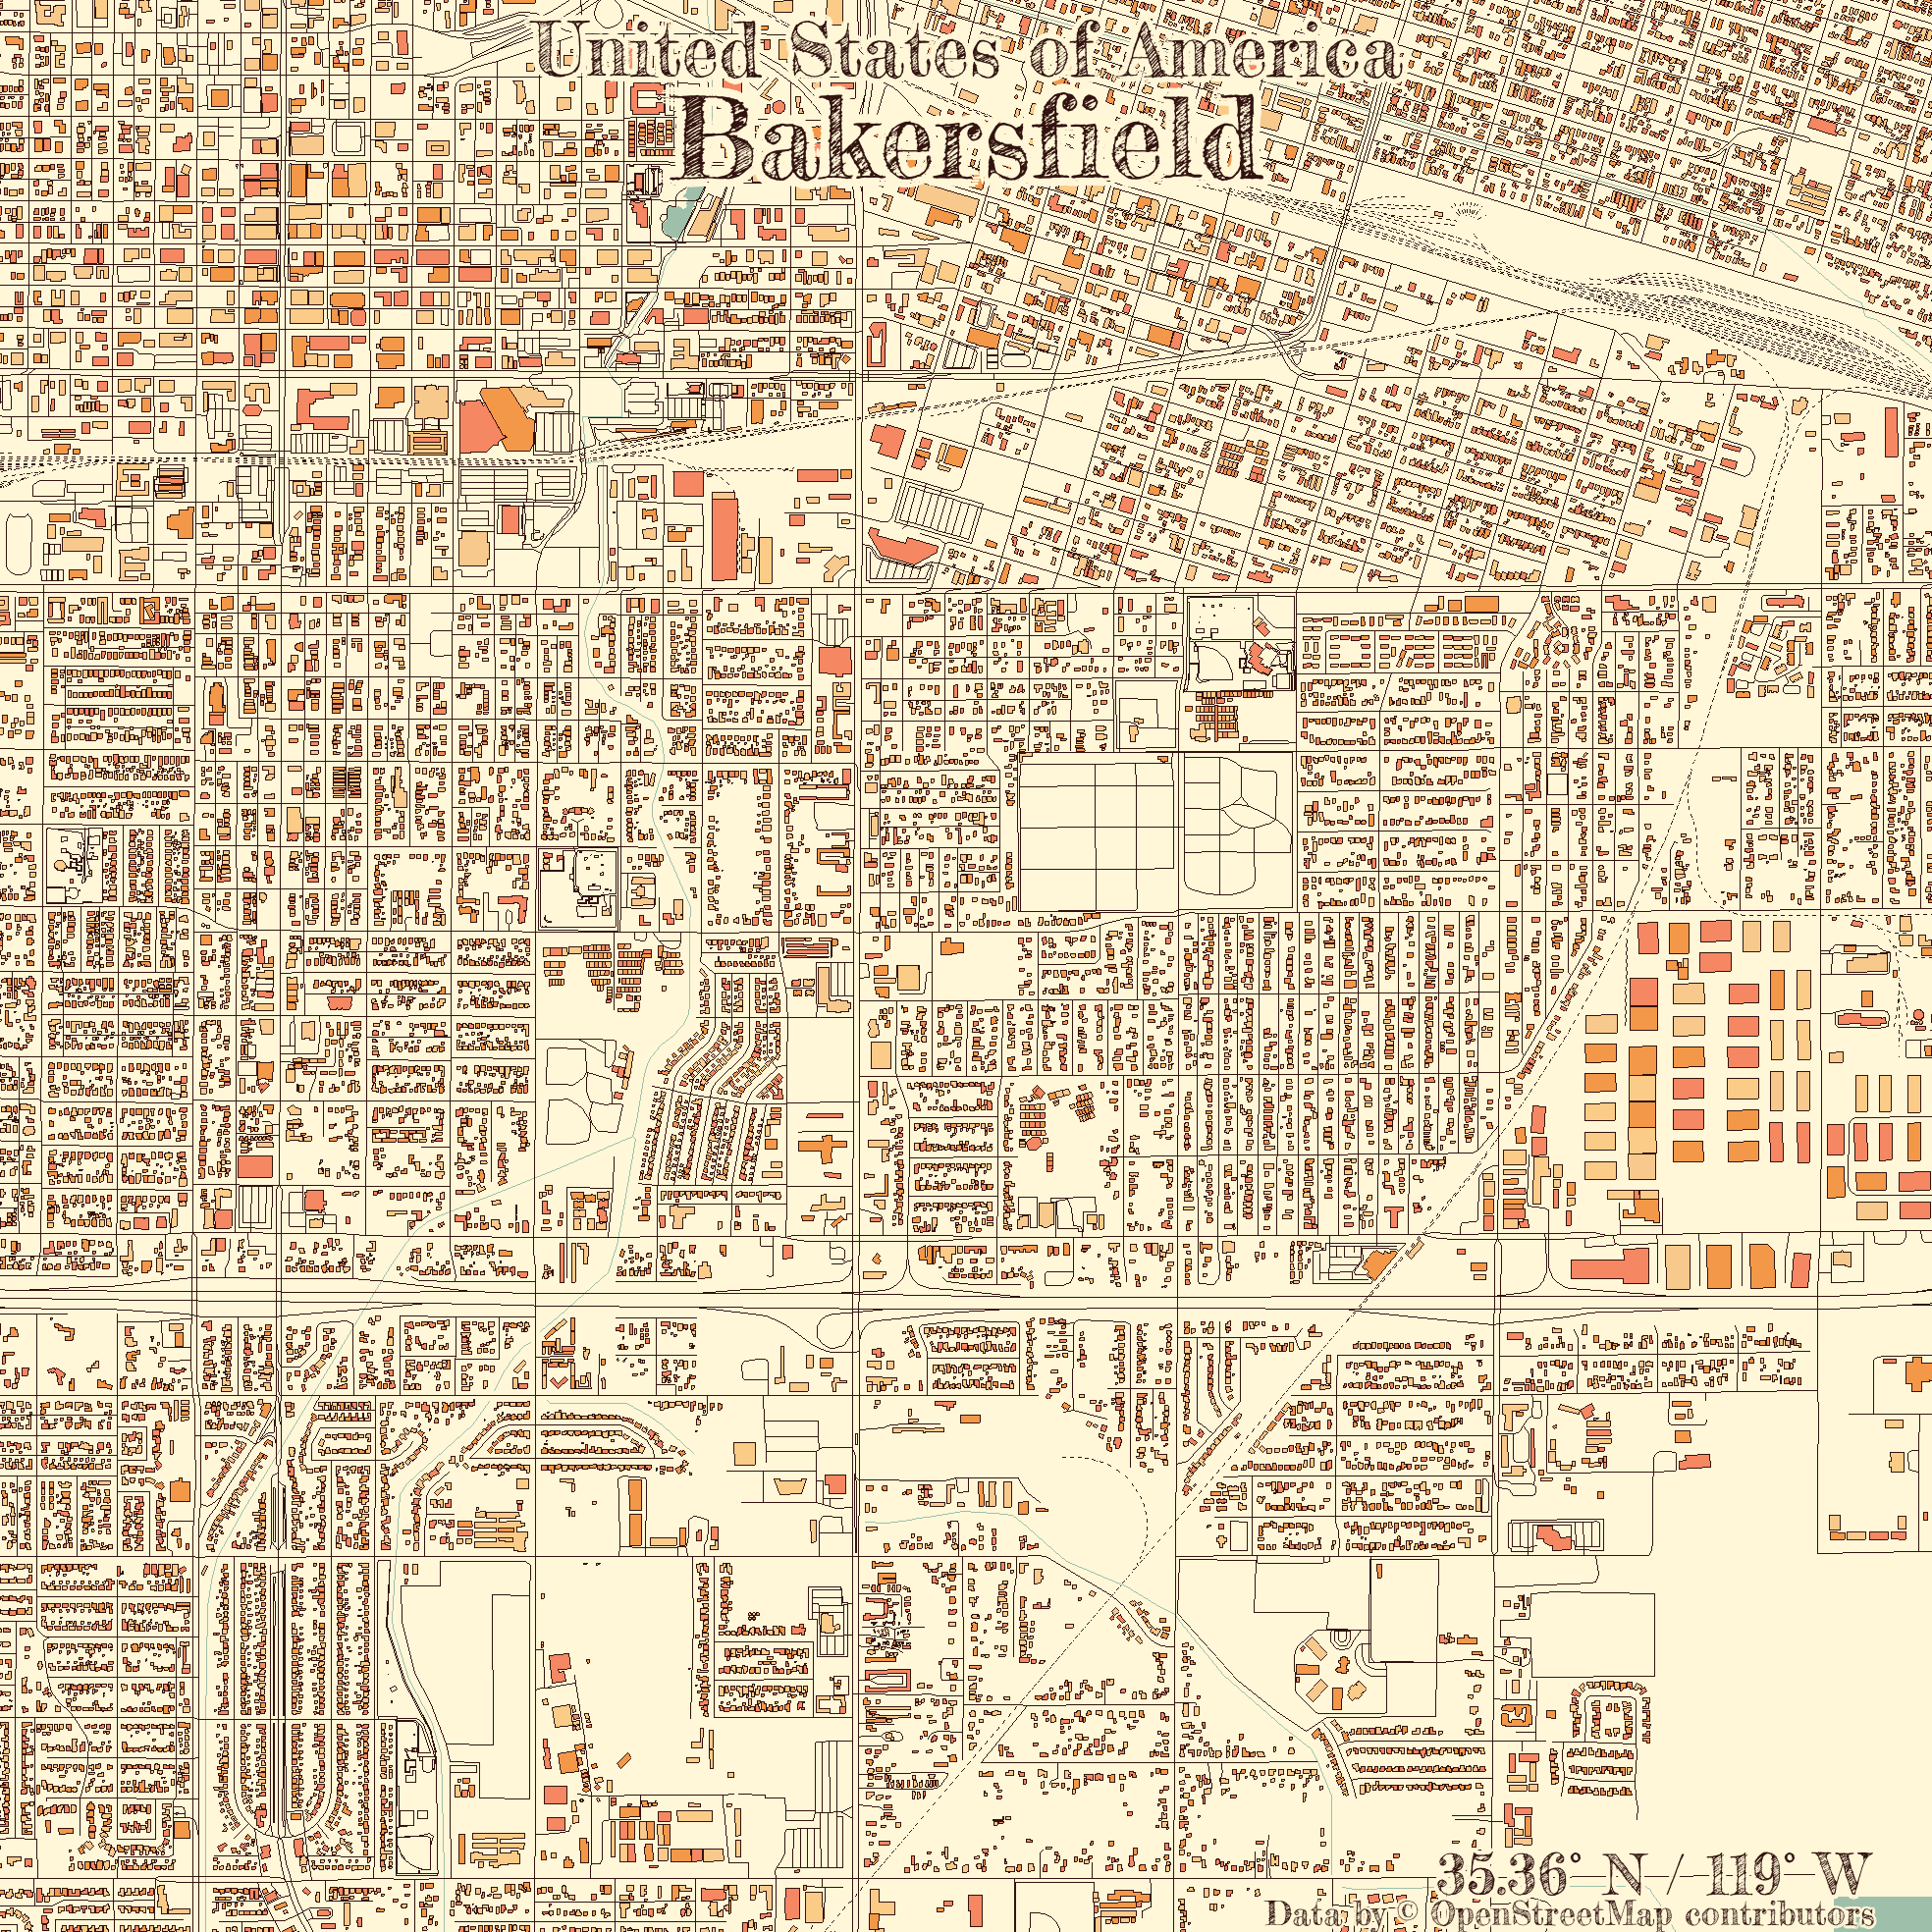 United States of America
Bakersfield
35.36° N / 119° W
Data by © OpenStreetMap contributors